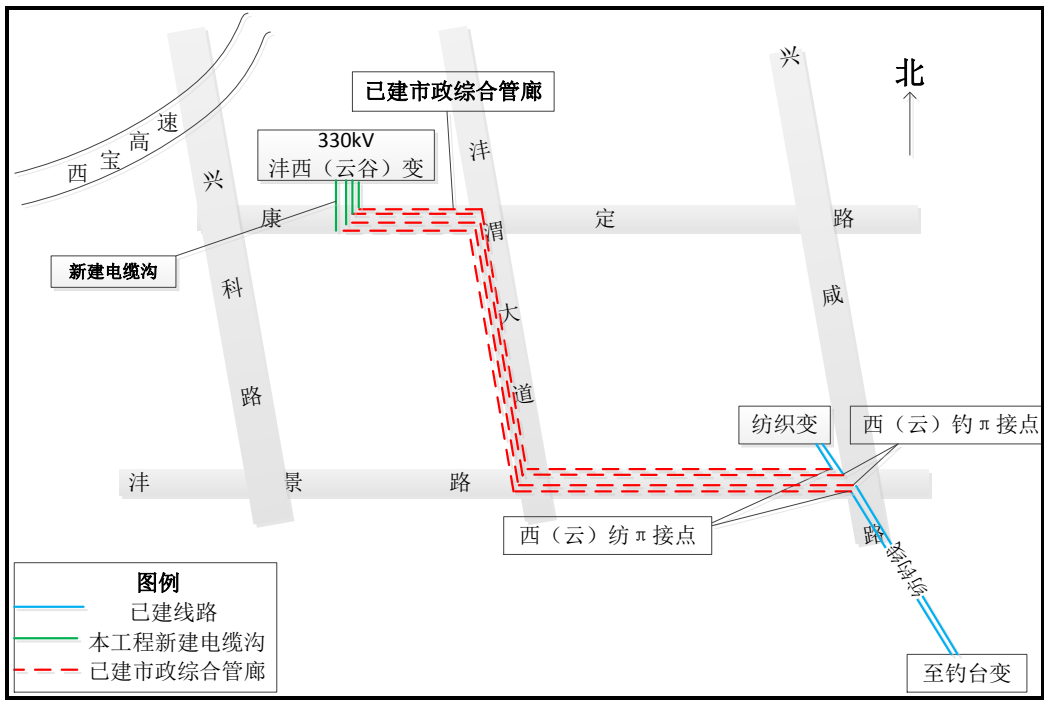 北
已建市政综合管廊
西宝高速
330kV
沣西（云谷）变
兴科路
沣渭大道
兴咸路
康定路
新建电缆沟
纺织变
西（云）钓π接点
沣景路
西（云）纺π接点
纺钓线
至钓台变
图例
已建线路
本工程新建电缆沟
已建市政综合管廊